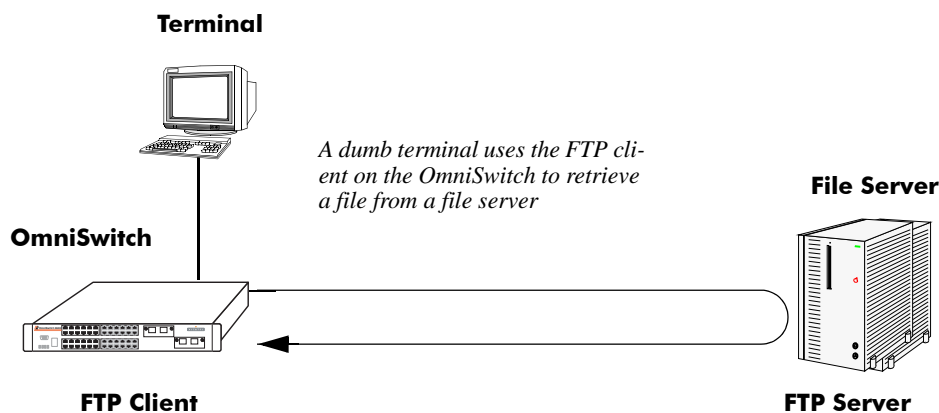 Terminal
A dumb terminal uses the FTP cli-
ent on the OmniSwitch to retrieve
a file from a file server
File Server
OmniSwitch
FTP Client
FTP Server